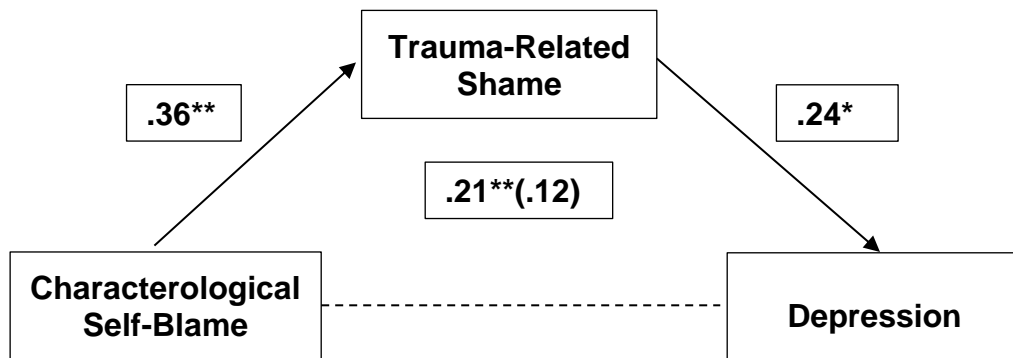 Trauma-Related
Shame
.36**
.24*
.21**(.12)
Characterological
Self-Blame
Depression